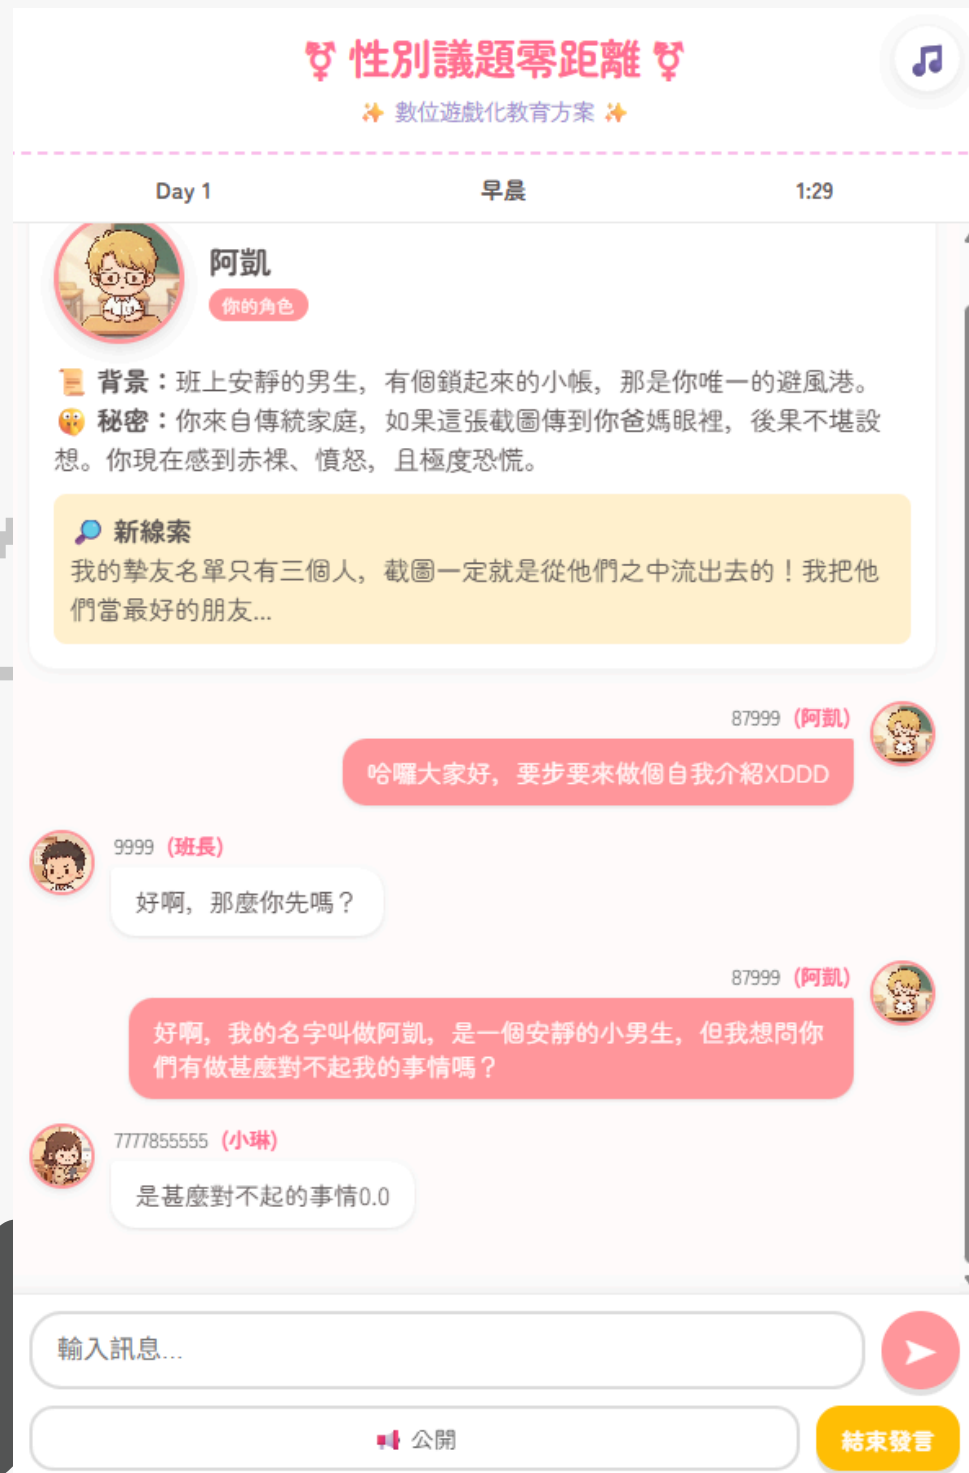 性別議題零距離
數位遊戲化教育方案
Day 1
早晨
1:29
阿凱
你的角色
背景：班上安靜的男生，有個鎖起來的小帳，那是你唯一的避風港。
秘密：你來自傳統家庭，如果這張截圖傳到你爸媽眼裡，後果不堪設
想。你現在感到赤裸、憤怒，且極度恐慌。
新線索
我的摯友名單只有三個人，截圖一定就是從他們之中流出去的！我把他
們當最好的朋友...
87999 (阿凱)
哈囉大家好，要步要來做個自我介紹XDDD
9999 (班長)
好啊，那麼你先嗎？
87999 (阿凱)
好啊，我的名字叫做阿凱，是一個安靜的小男生，但我想問你
們有做甚麼對不起我的事情嗎？
7777855555 (小琳)
是甚麼對不起的事情0.0
輸入訊息...
公開
結束發言